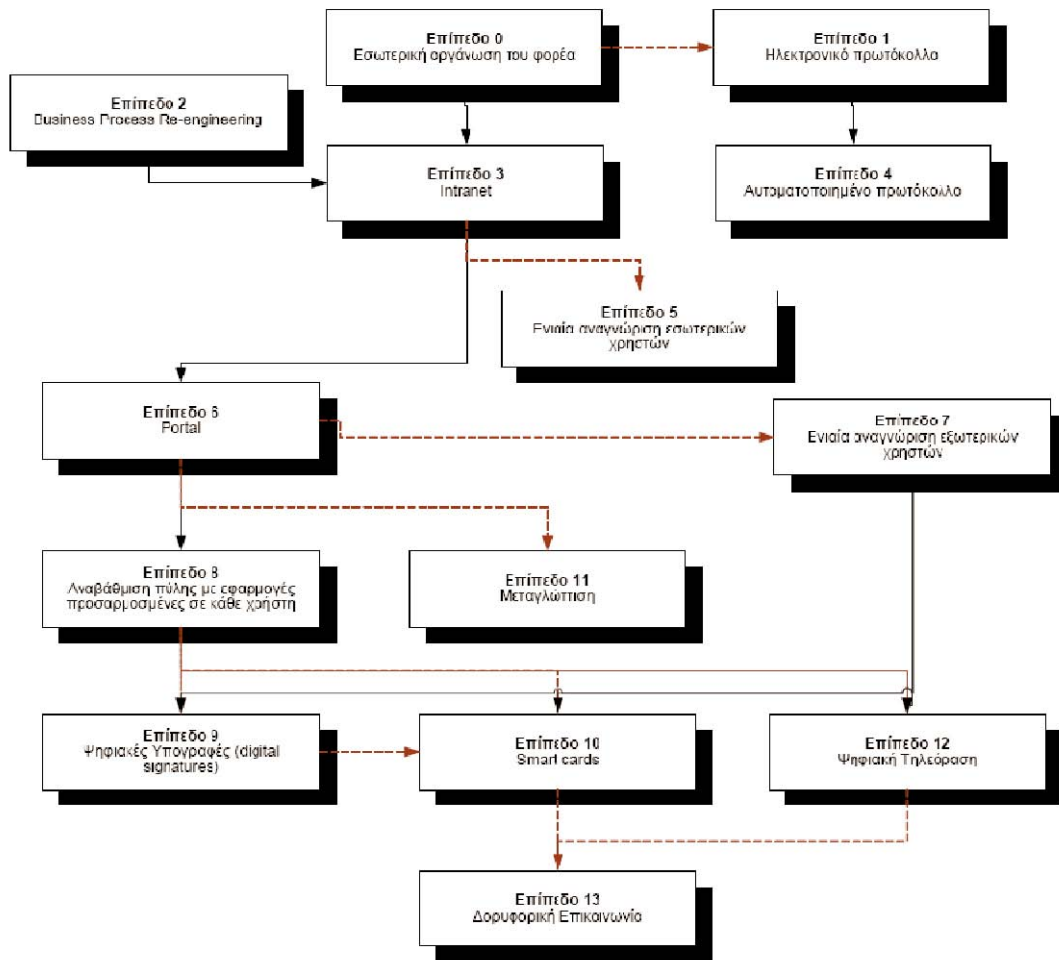 Επίπεδο 0
Εσωτερική οργάνωση του φορέα
Επίπεδο 1
Ηλεκτρονικό πρωτόκολλο
Επίπεδο 2
Business Process Re-engineering
Επίπεδο 3
Intranet
Επίπεδο 4
Αυτοματοποιημένο πρωτόκολλο
Επίπεδο 5
Ενιαία αναγνώριση εσωτερικών
χρηστών
Επίπεδο 6
Portal
Επίπεδο 7
Ενιαία αναγνώριση εξωτερικών
χρηστών
Επίπεδο 8
Αναβάθμιση πύλης με εφαρμογές
προσαρμοσμένες σε κάθε χρήστη
Επίπεδο 11
Μεταγλώττιση
Επίπεδο 9
Ψηφιακές Υπογραφές (digital
signatures)
Επίπεδο 10
Smart cards
Επίπεδο 12
Ψηφιακή Τηλεόραση
Επίπεδο 13
Δορυφορική Επικοινωνία